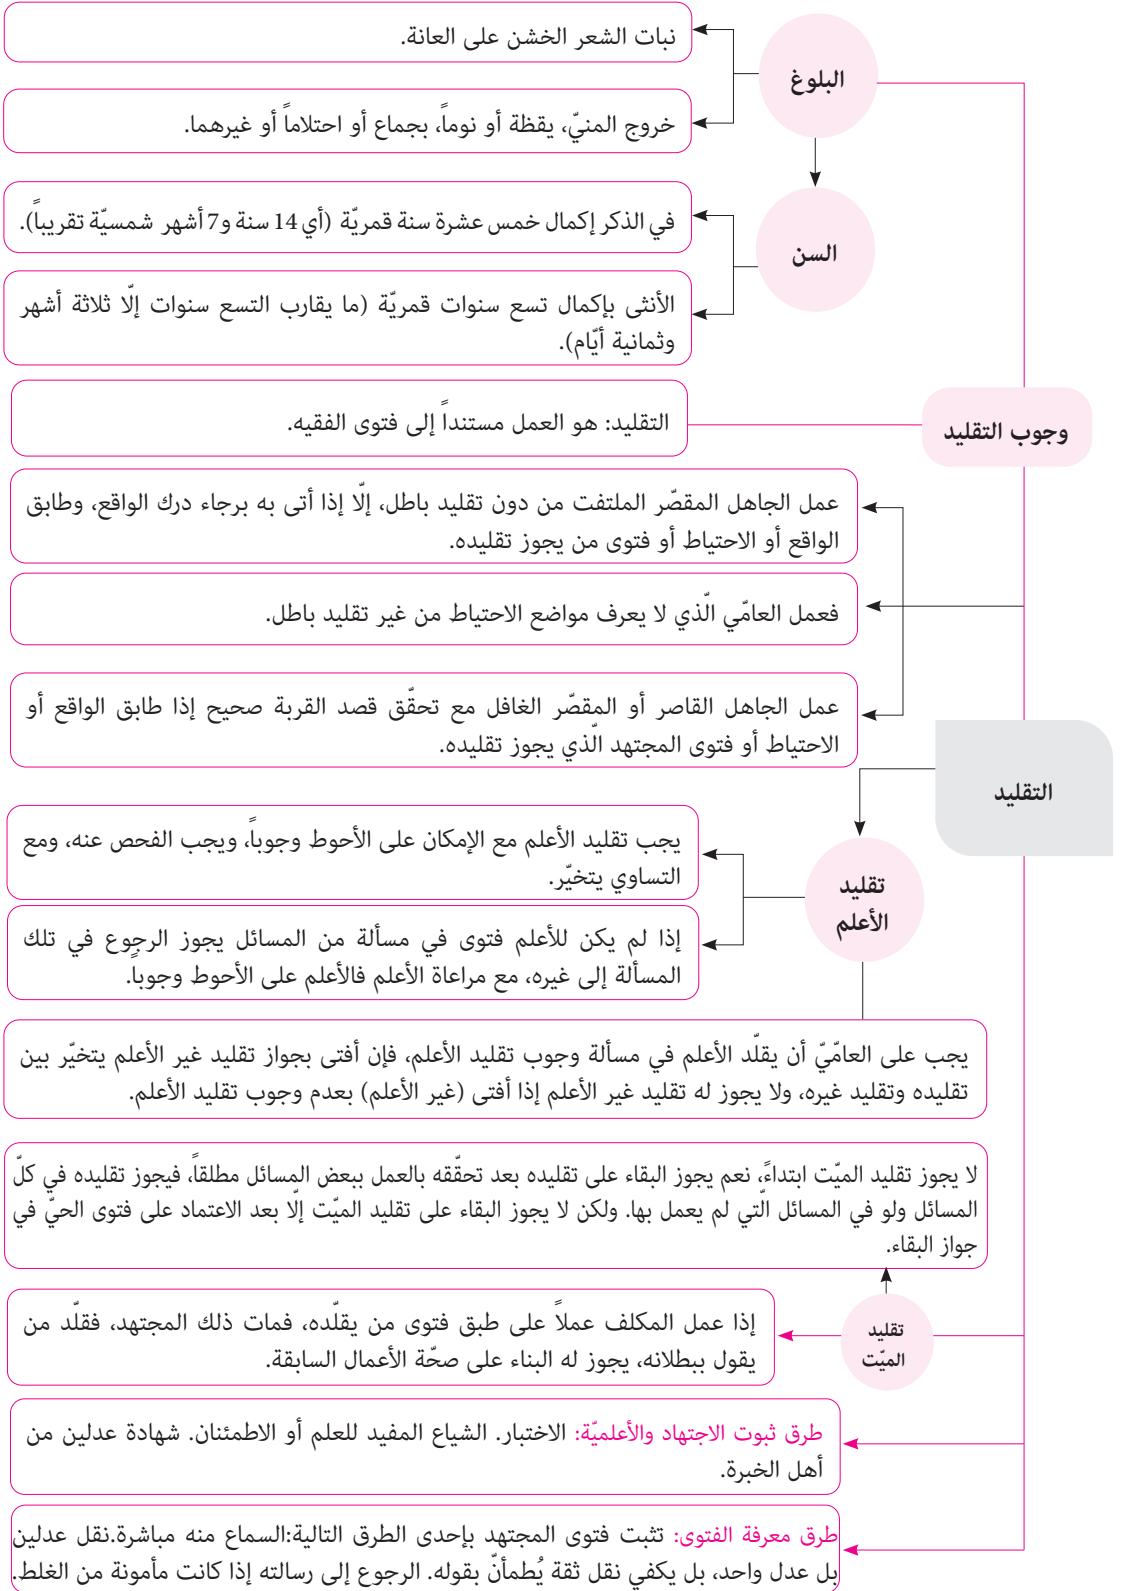 البلوغ
نبات الشعر الخشن على العانة.
خروج المنيّ، يقظة أو نوماً، بجماع أو احتلاماً أو غيرهما.
السن
في الذكر إكمال خمس عشرة سنة قمريّة (أي 14 سنة و7 أشهر شمسيّة تقريباً).
الأنثى بإكمال تسع سنوات قمريّة (ما يقارب التسع سنوات إلّا ثلاثة أشهر
وثمانية أيّام).
وجوب التقليد
التقليد: هو العمل مستنداً إلى فتوى الفقيه.
عمل الجاهل المقصّر الملتفت من دون تقليد باطل، إلّا إذا أتى به برجاء درك الواقع، وطابق
الواقع أو الاحتياط أو فتوى من يجوز تقليده.
فعمل العامّي الّذي لا يعرف مواضع الاحتياط من غير تقليد باطل.
عمل الجاهل القاصر أو المقصّر الغافل مع تحقّق قصد القربة صحيح إذا طابق الواقع أو
الاحتياط أو فتوى المجتهد الّذي يجوز تقليده.
التقليد
تقليد
الأعلم
يجب تقليد الأعلم مع الإمكان على الأحوط وجوباً، ويجب الفحص عنه، ومع
التساوي يتخيّر.
إذا لم يكن للأعلم فتوى في مسألة من المسائل يجوز الرجوع في تلك
المسألة إلى غيره، مع مراعاة الأعلم فالأعلم على الأحوط وجوباً.
يجب على العامّيّ أن يقلّد الأعلم في مسألة وجوب تقليد الأعلم، فإن أفتى بجواز تقليد غير الأعلم يتخيّر بين
تقليده وتقليد غيره، ولا يجوز له تقليد غير الأعلم إذا أفتى (غير الأعلم) بعدم وجوب تقليد الأعلم.
لا يجوز تقليد الميّت ابتداءً، نعم يجوز البقاء على تقليده بعد تحقّقه بالعمل ببعض المسائل مطلقاً، فيجوز تقليده في كلّ
المسائل ولو في المسائل الّتي لم يعمل بها. ولكن لا يجوز البقاء على تقليد الميّت إلّا بعد الاعتماد على فتوى الحيّ في
جواز البقاء.
تقليد
الميّت
إذا عمل المكلف عملاً على طبق فتوى من يقلّده، فمات ذلك المجتهد، فقلّد من
يقول ببطلانه، يجوز له البناء على صحّة الأعمال السابقة.
طرق ثبوت الاجتهاد والأعلميّة: الاختبار. الشياع المفيد للعلم أو الاطمئنان. شهادة عدلين من
أهل الخبرة.
طرق معرفة الفتوى: تثبت فتوى المجتهد بإحدى الطرق التالية:السماع منه مباشرة.نقل عدلين
بل عدل واحد، بل يكفي نقل ثقة يُطمأنّ بقوله. الرجوع إلى رسالته إذا كانت مأمونة من الغلط.